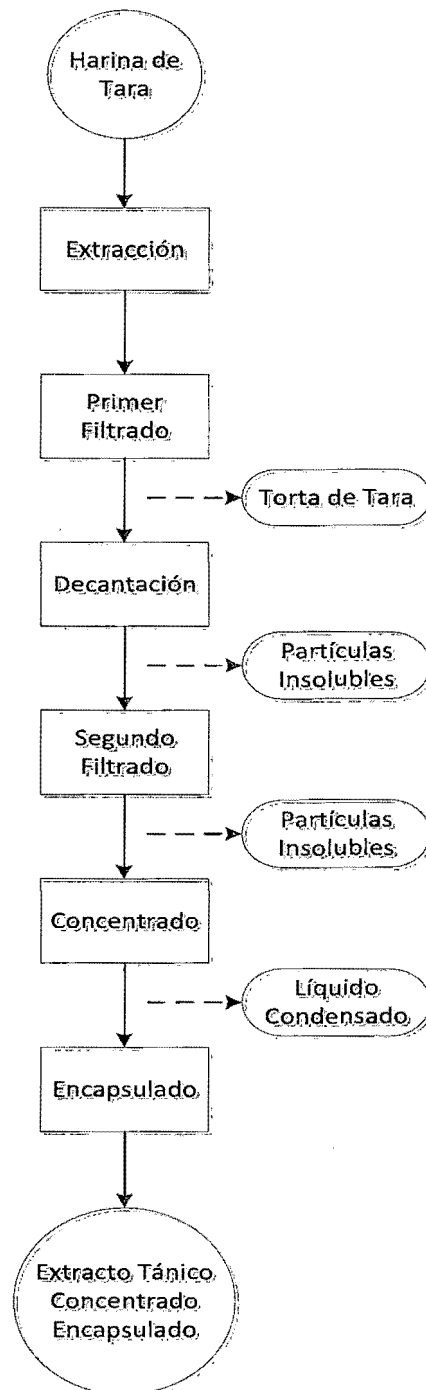 Harina de
Tara
Extracción
Primer
Filtrado
Torta de Tara
Decantación
Partículas
Insolubles
Segundo
Filtrado
Partículas
Insolubles
Concentrado
Líquido
Condensado
Encapsulado
Extracto Tánico
Concentrado
Encapsulado